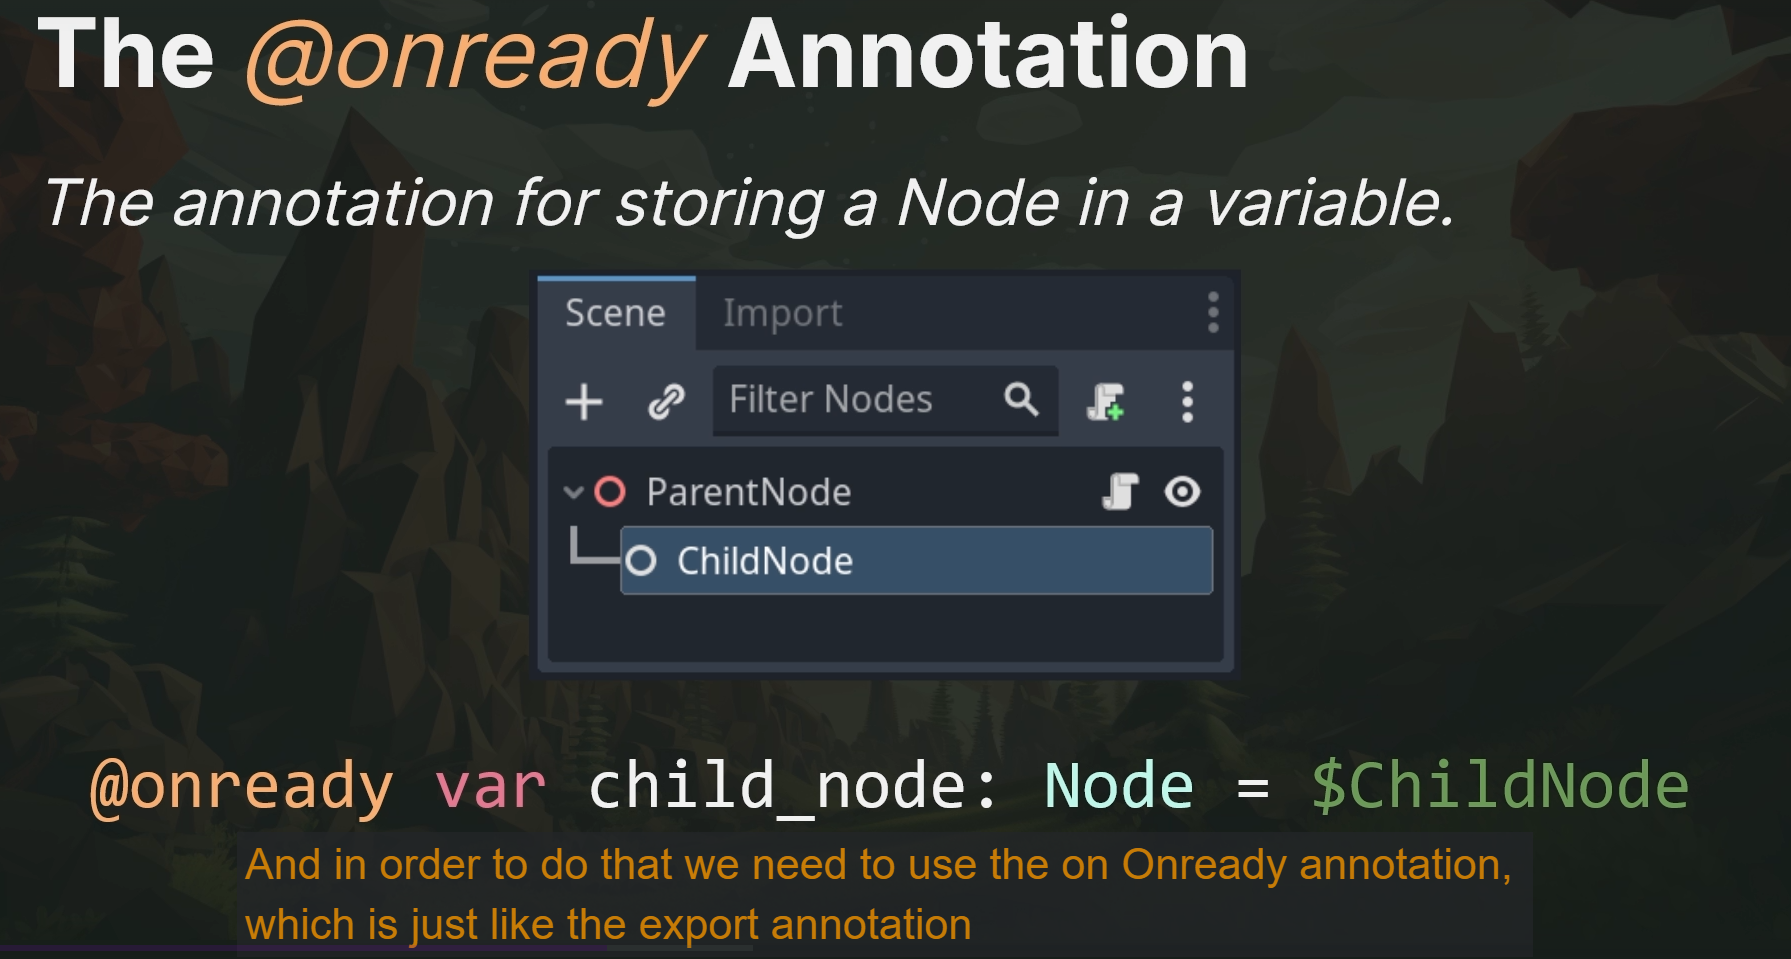 The @onready Annotation
The annotation for storing a Node in a variable.
Scene Import
Filter Nodes
ParentNode
ChildNode
@onready var child_node: Node = $ChildNode
And in order to do that we need to use the on Onready annotation,
which is just like the export annotation